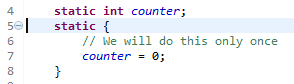 4 static int counter;
5 static {
6 // We will do this only once
7 counter = 0;
8 }